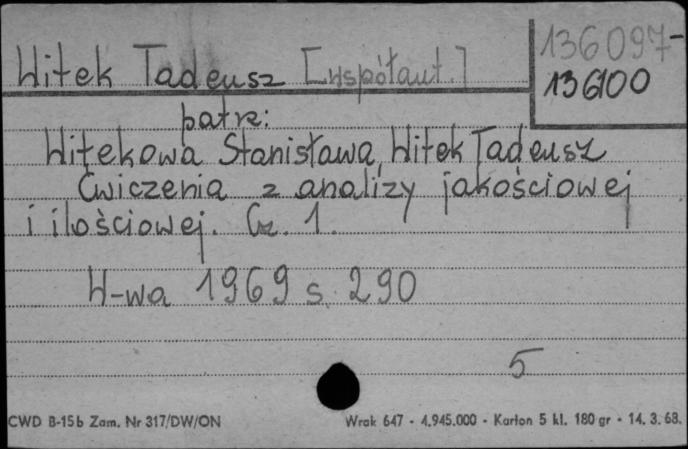 136097-
136100
Witek Tadeusz [współaut.]
patrz:
Witekowa Stanisława, Witek Tadeusz
Ćwiczenia z analizy jakościowej
i ilościowej. Cz. 1.
W-wa 1969 s. 290
5
CWD B-15b Zam. Nr 317/DW/ON
Wrak 647 - 4.945.000 - Karton 5 kl. 180 gr - 14. 3. 68.